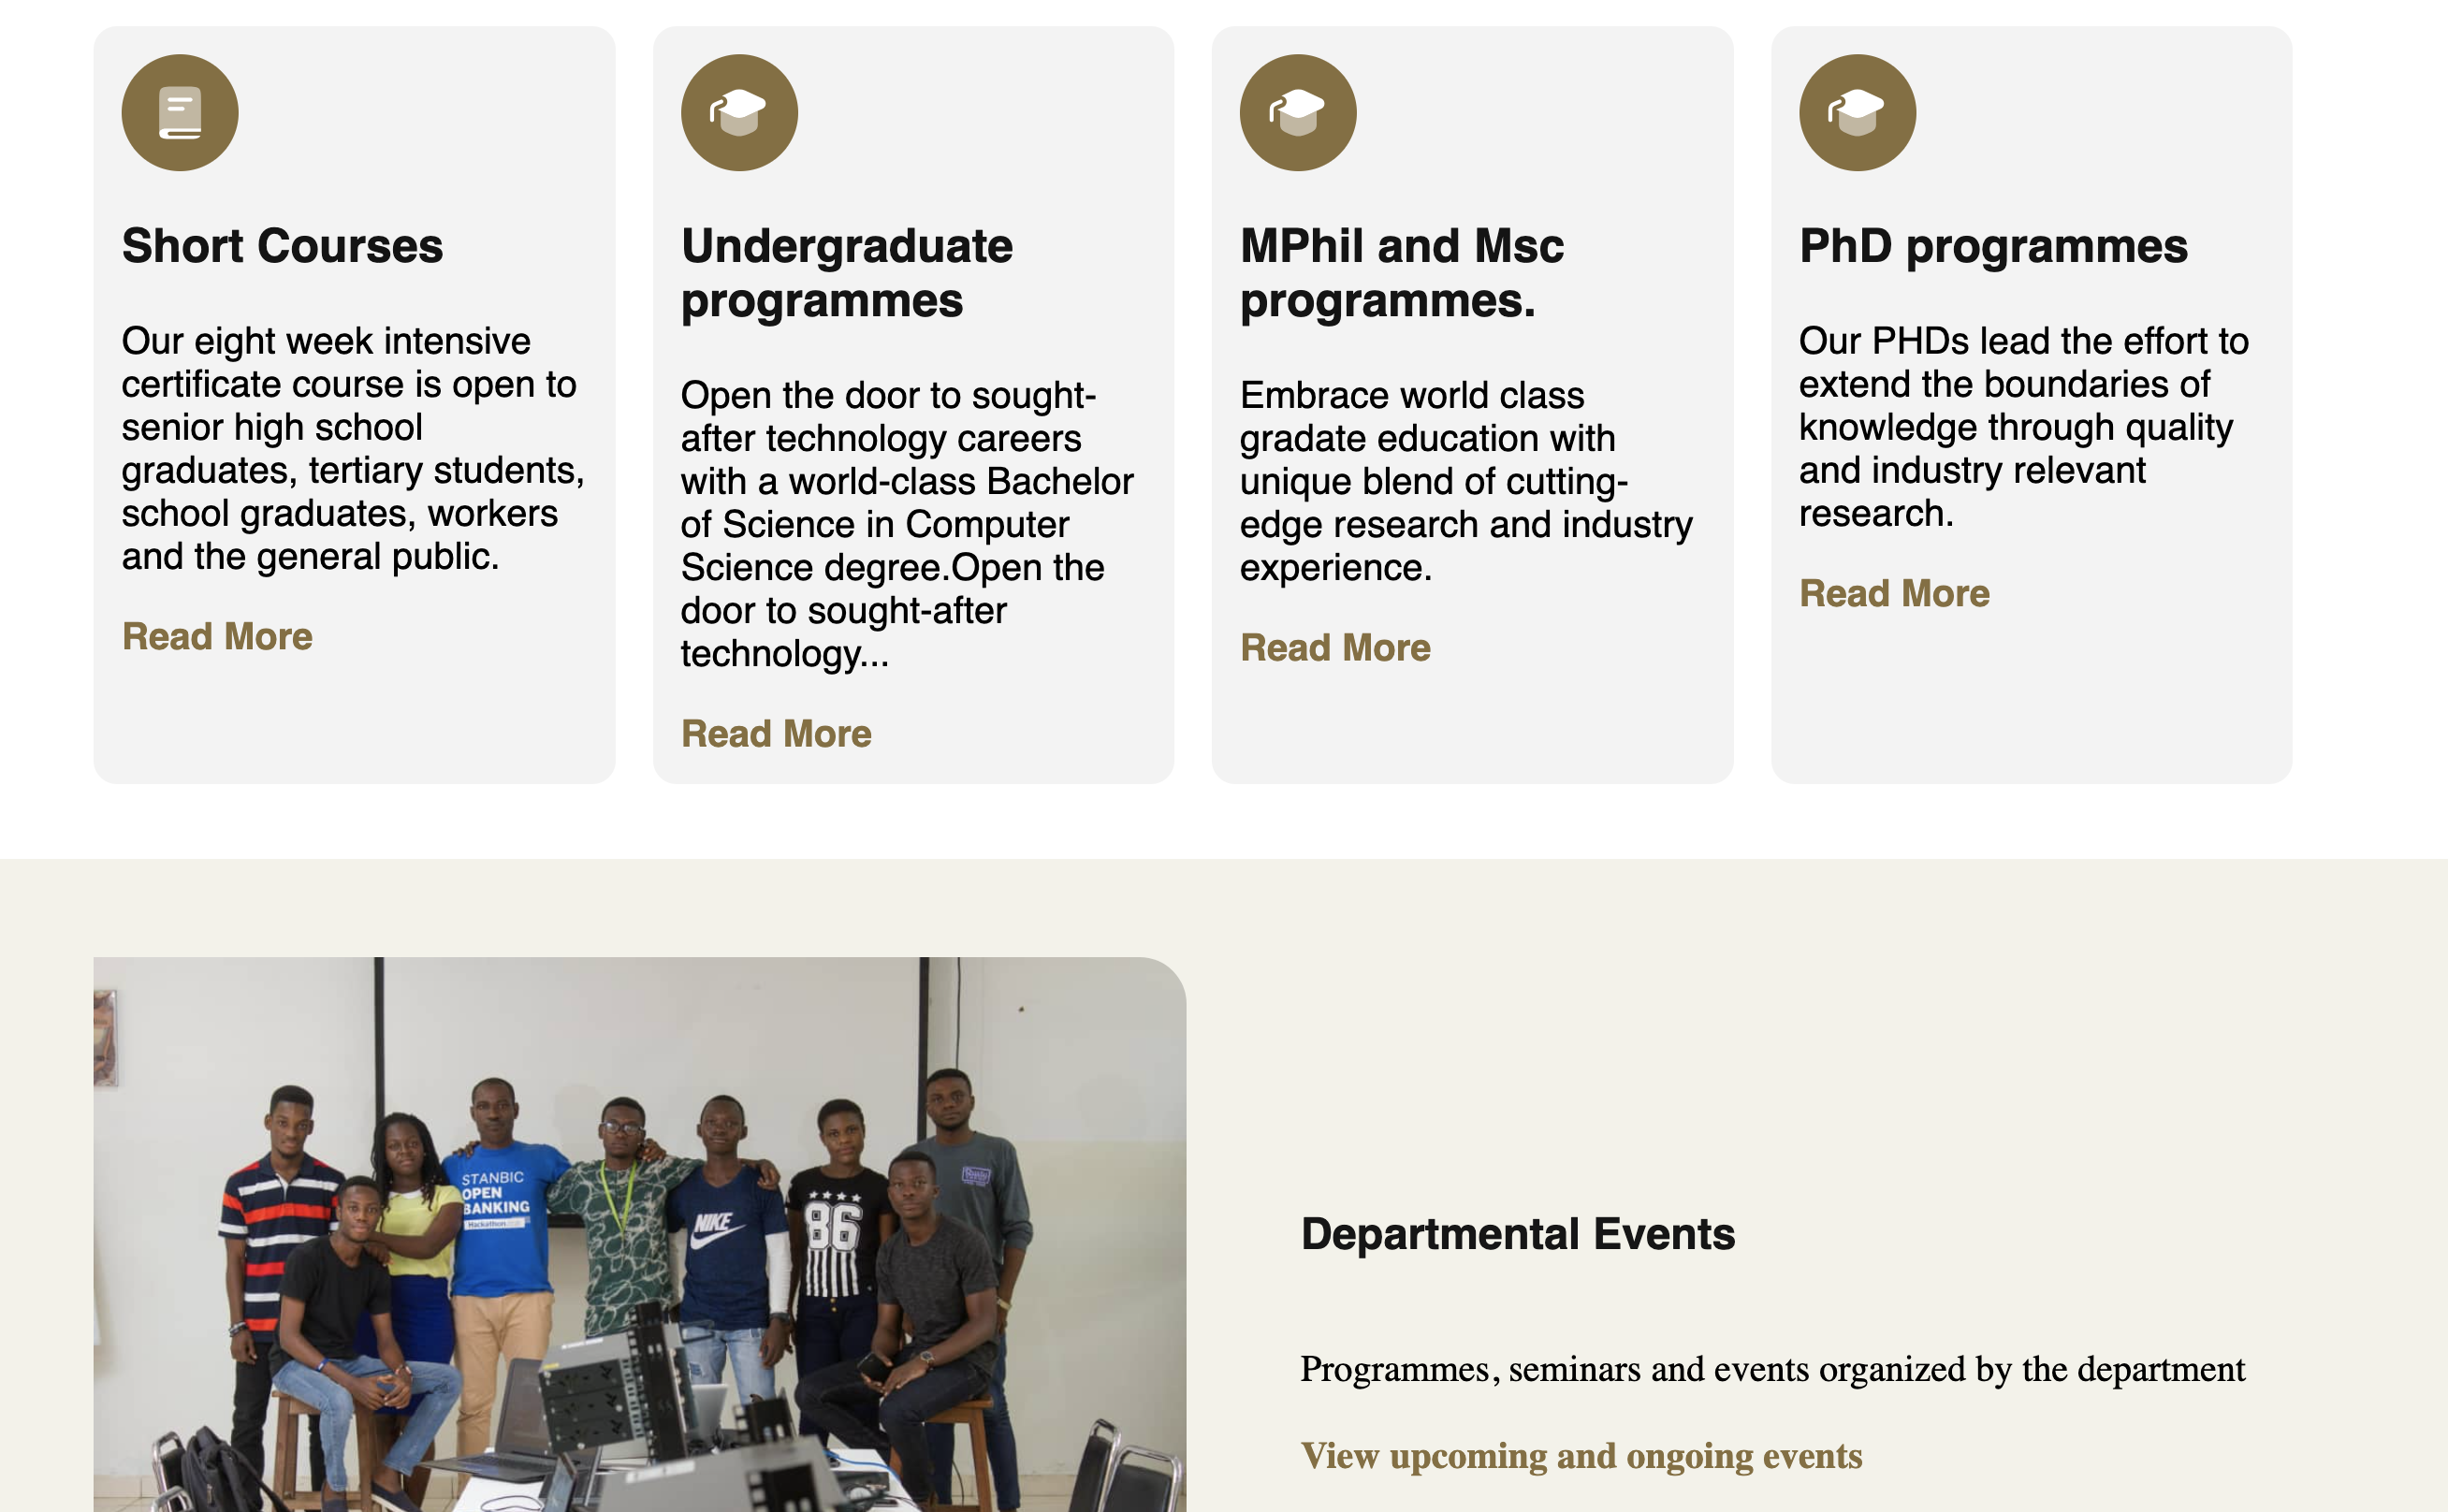 Short Courses
Our eight week intensive
certificate course is open to
senior high school
graduates, tertiary students,
school graduates, workers
and the general public.
Read More
Undergraduate
programmes
Open the door to sought-
after technology careers
with a world-class Bachelor
of Science in Computer
Science degree.Open the
door to sought-after
technology...
Read More
MPhil and Msc
programmes.
Embrace world class
gradate education with
unique blend of cutting-
edge research and industry
experience.
Read More
PhD programmes
Our PHDs lead the effort to
extend the boundaries of
knowledge through quality
and industry relevant
research.
Read More
STANBIC
OPEN
BANKING
Hackathon
NIKE
86
Departmental Events
Programmes, seminars and events organized by the department
View upcoming and ongoing events